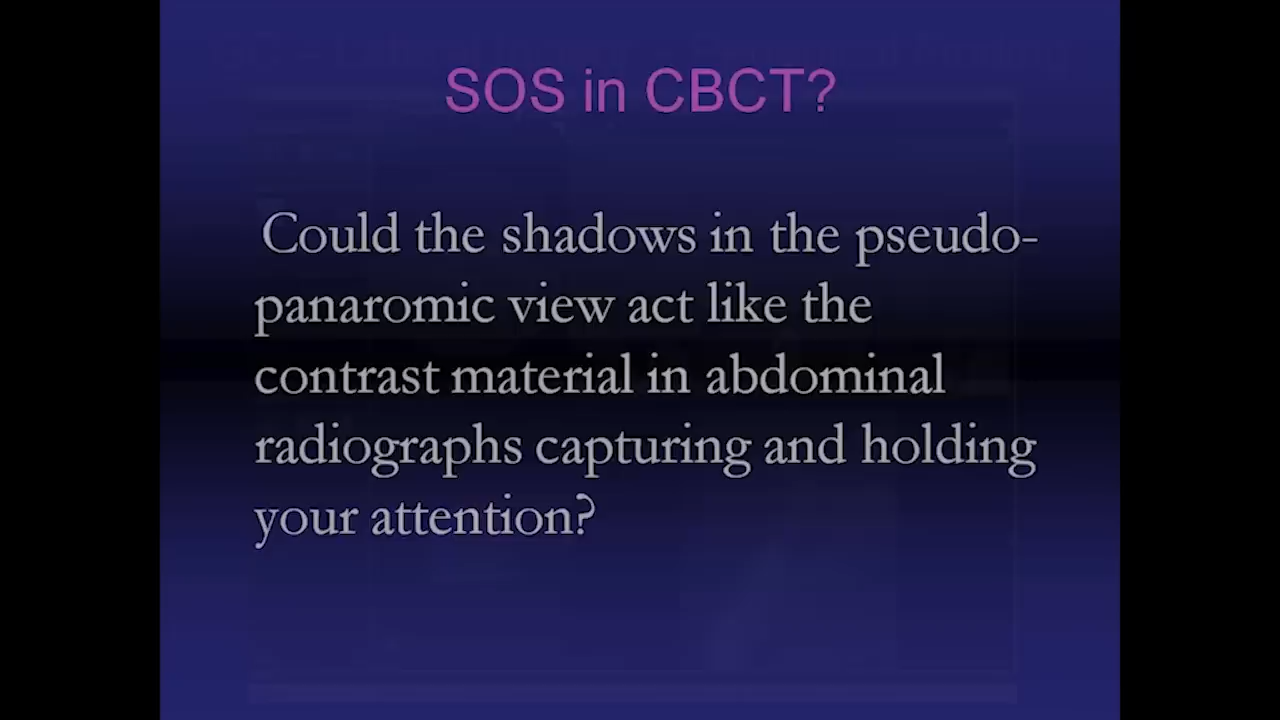 SOS in CBCT?
Could the shadows in the pseudo-
panaromic view act like the
contrast material in abdominal
radiographs capturing and holding
your attention?